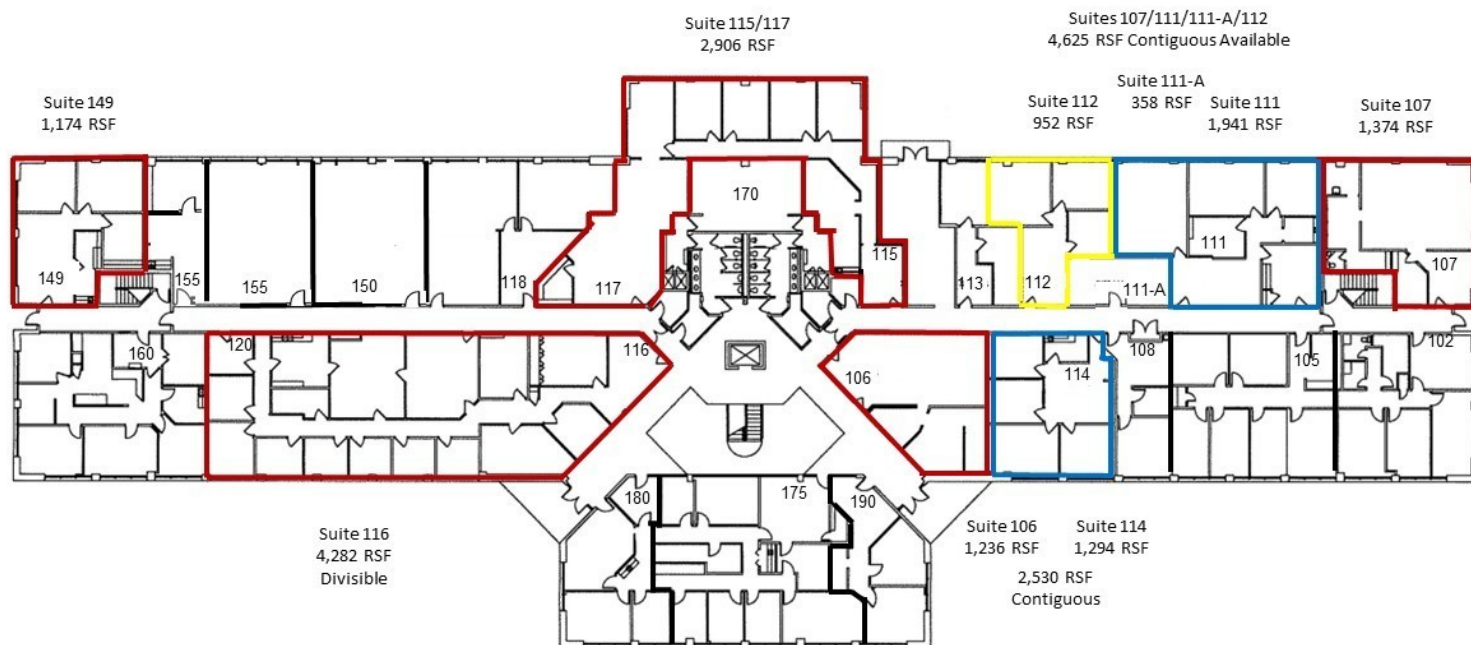 Suite 115/117
2,906 RSF
Suites 107/111/111-A/112
4,625 RSF Contiguous Available
Suite 149
1,174 RSF
Suite 112
952 RSF
Suite 111-A
358 RSF
Suite 111
1,941 RSF
Suite 107
1,374 RSF
170
149
155
155
150
118
117
115
113
112
111-A
111
107
160
120
116
106
114
108
105
102
180
175
190
Suite 116
4,282 RSF
Divisible
Suite 106
1,236 RSF
Suite 114
1,294 RSF
2,530 RSF
Contiguous